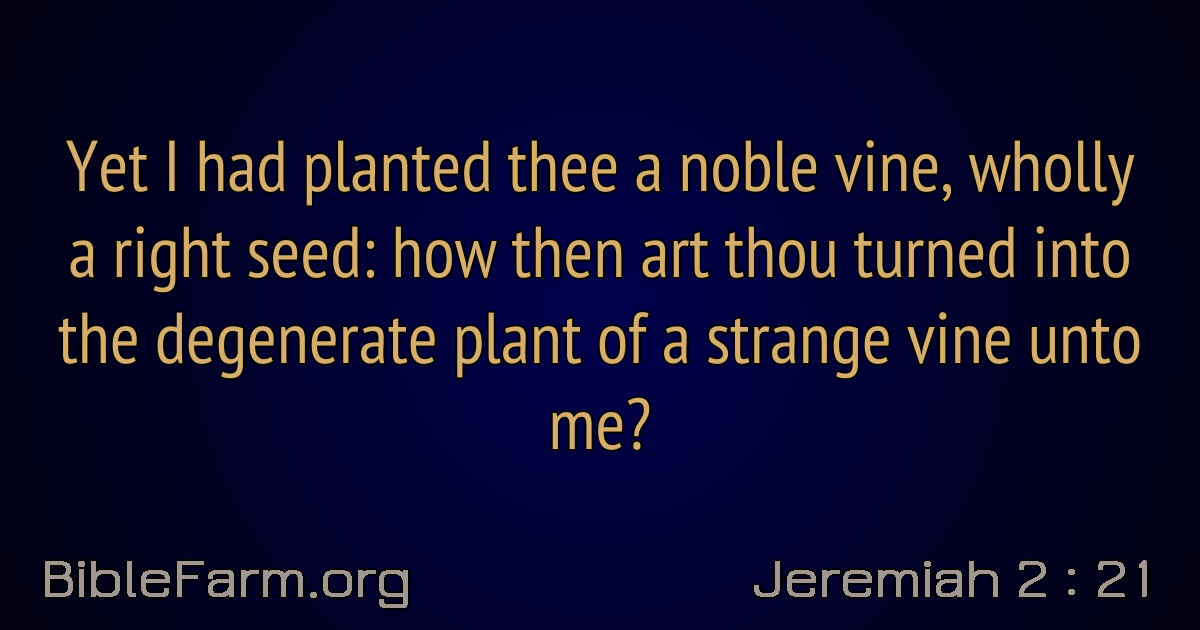 Yet I had planted thee a noble vine, wholly
a right seed: how then art thou turned into
the degenerate plant of a strange vine unto
me?
BibleFarm.org
Jeremiah 2 : 21